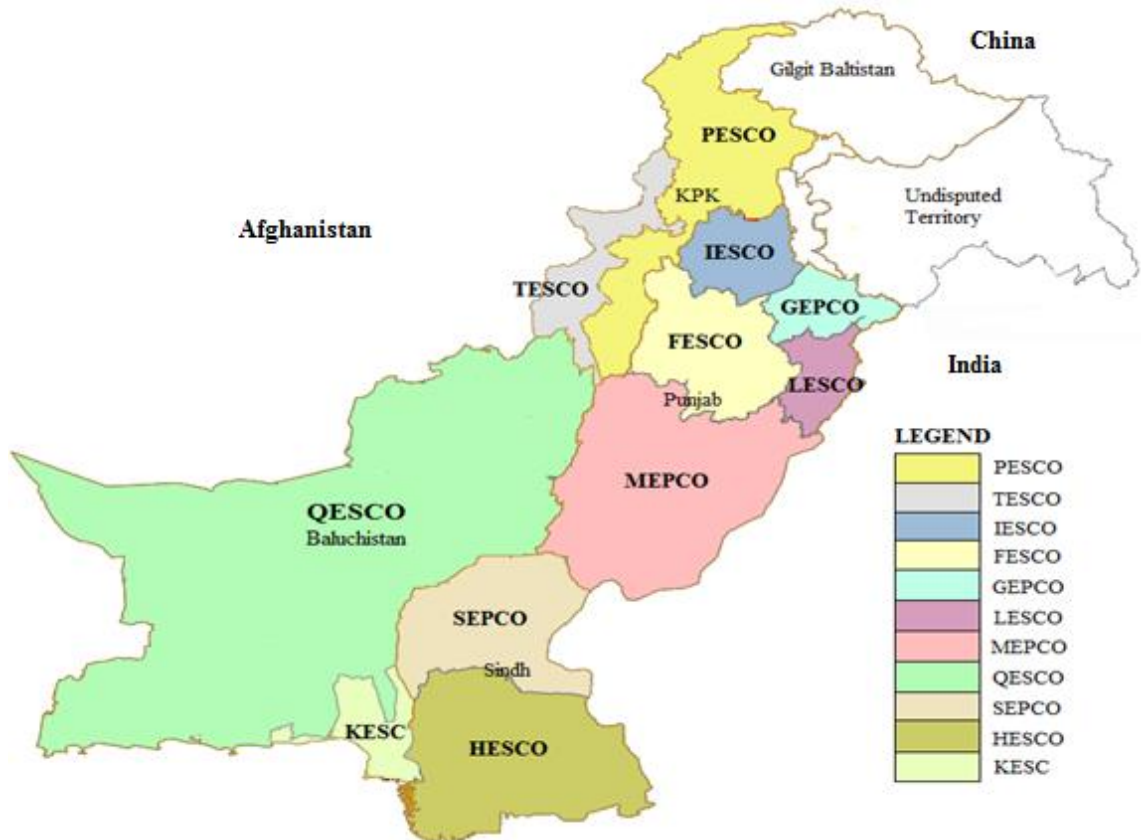 China
Gilgit Baltistan
PESCO
KPK
Undisputed
Territory
Afghanistan
IESCO
TESCO
GEPCO
FESCO
India
LESCO
Punjab
MEPCO
QESCO
Baluchistan
SEPCO
Sindh
KESC
HESCO
LEGEND
PESCO
TESCO
IESCO
FESCO
GEPCO
LESCO
MEPCO
QESCO
SEPCO
HESCO
KESC